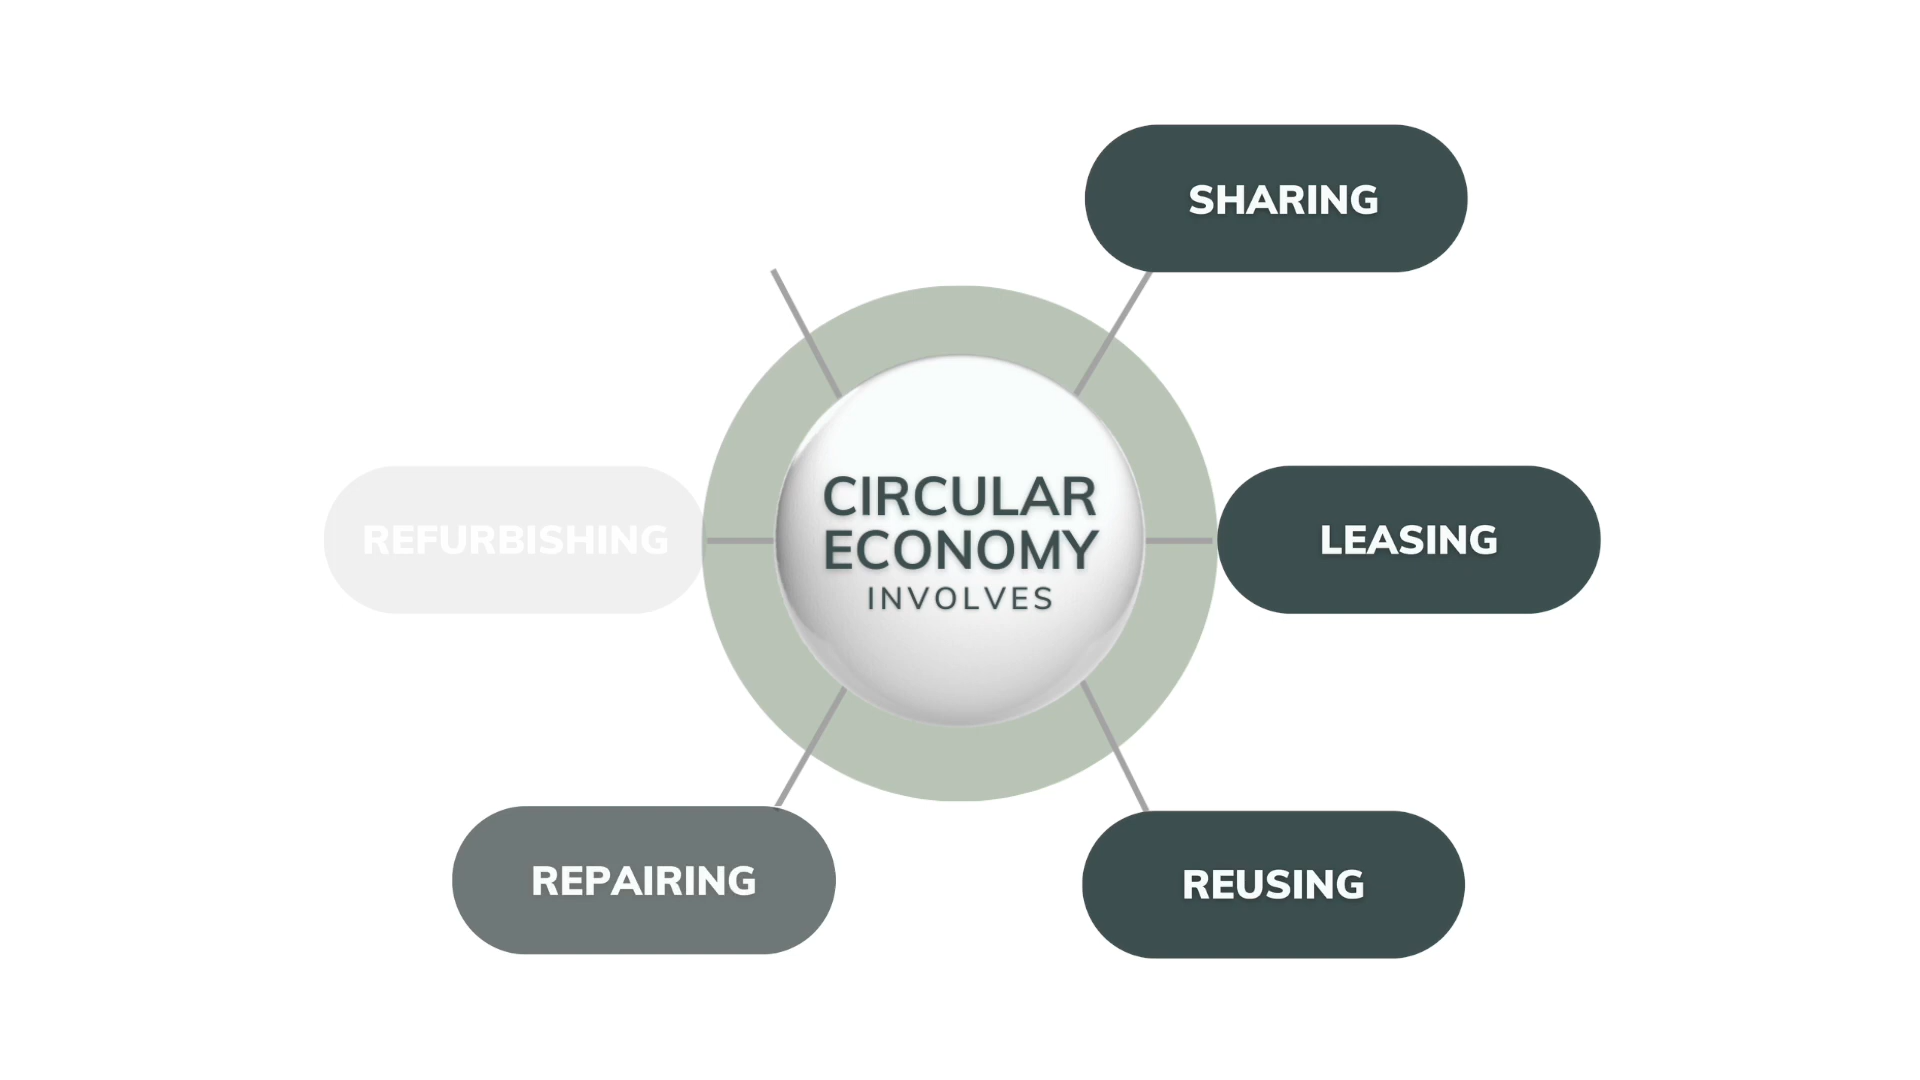 SHARING
CIRCULAR
ECONOMY
INVOLVES
LEASING
REUSING
REPAIRING
REFURBISHING